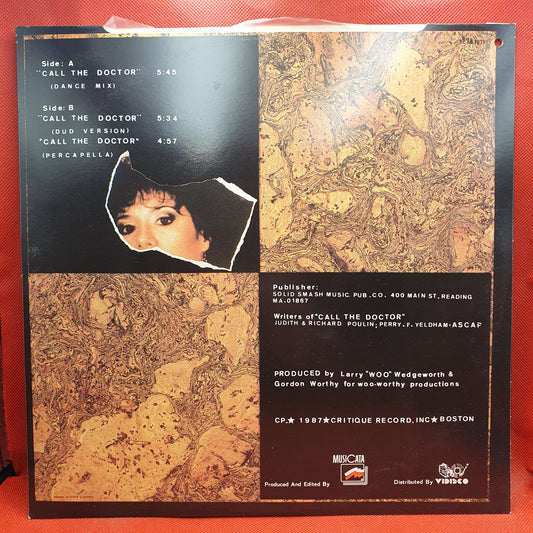 Side: A
"CALL THE DOCTOR" 5:45
(DANCE MIX)
Side: B
"CALL THE DOCTOR" 5:34
(DUD VERSION)
"CALL THE DOCTOR" 4:57
(PERCAPELLA)
Publisher:
SOLID SMASH MUSIC. PUB. CO. 400 MAIN ST. READING
MA.01867
Writers of "CALL THE DOCTOR"
JUDITH & RICHARD POULIN; PERRY. F. YELDHAM-ASCAP
PRODUCED by Larry "WOO" Wedgeworth &
Gordon Worthy for woo-worthy productions
CP.★ 1987★CRITIQUE RECORD, INC★ BOSTON
MUSICATA
Produced And Edited By
Distributed By VIDISCO